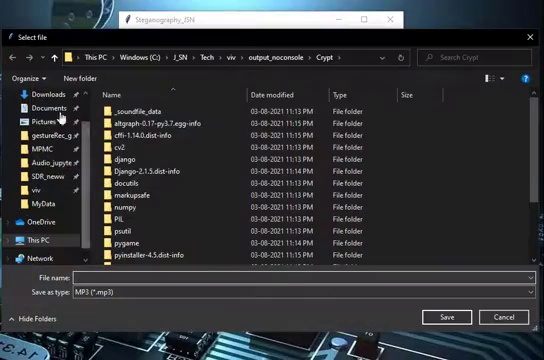 Steganography_JSN
Select file
This PC > Windows (C:) > J_SN > Tech > viv > output_noconsole > Crypt >
Search Crypt
Organize
New folder
Name
Date modified
Type
Size
Downloads
Documents
Pictures
gestureRec_g
MPMC
Audio_jupyte
SDR_neww
viv
MyData
OneDrive
This PC
Network
_soundfile_data 03-08-2021 11:13 PM File folder
altgraph-0.17-py3.7.egg-info 03-08-2021 11:15 PM File folder
cffi-1.14.0.dist-info 03-08-2021 11:15 PM File folder
cv2 03-08-2021 11:13 PM File folder
django 03-08-2021 11:13 PM File folder
Django-2.1.5.dist-info 03-08-2021 11:14 PM File folder
docutils 03-08-2021 11:13 PM File folder
markupsafe 03-08-2021 11:13 PM File folder
numpy 03-08-2021 11:13 PM File folder
PIL 03-08-2021 11:13 PM File folder
psutil 03-08-2021 11:13 PM File folder
pygame 03-08-2021 11:14 PM File folder
pyinstaller-4.5.dist-info 03-08-2021 11:15 PM File folder
File name:
Save as type: MP3 (*.mp3)
Hide Folders
Save
Cancel